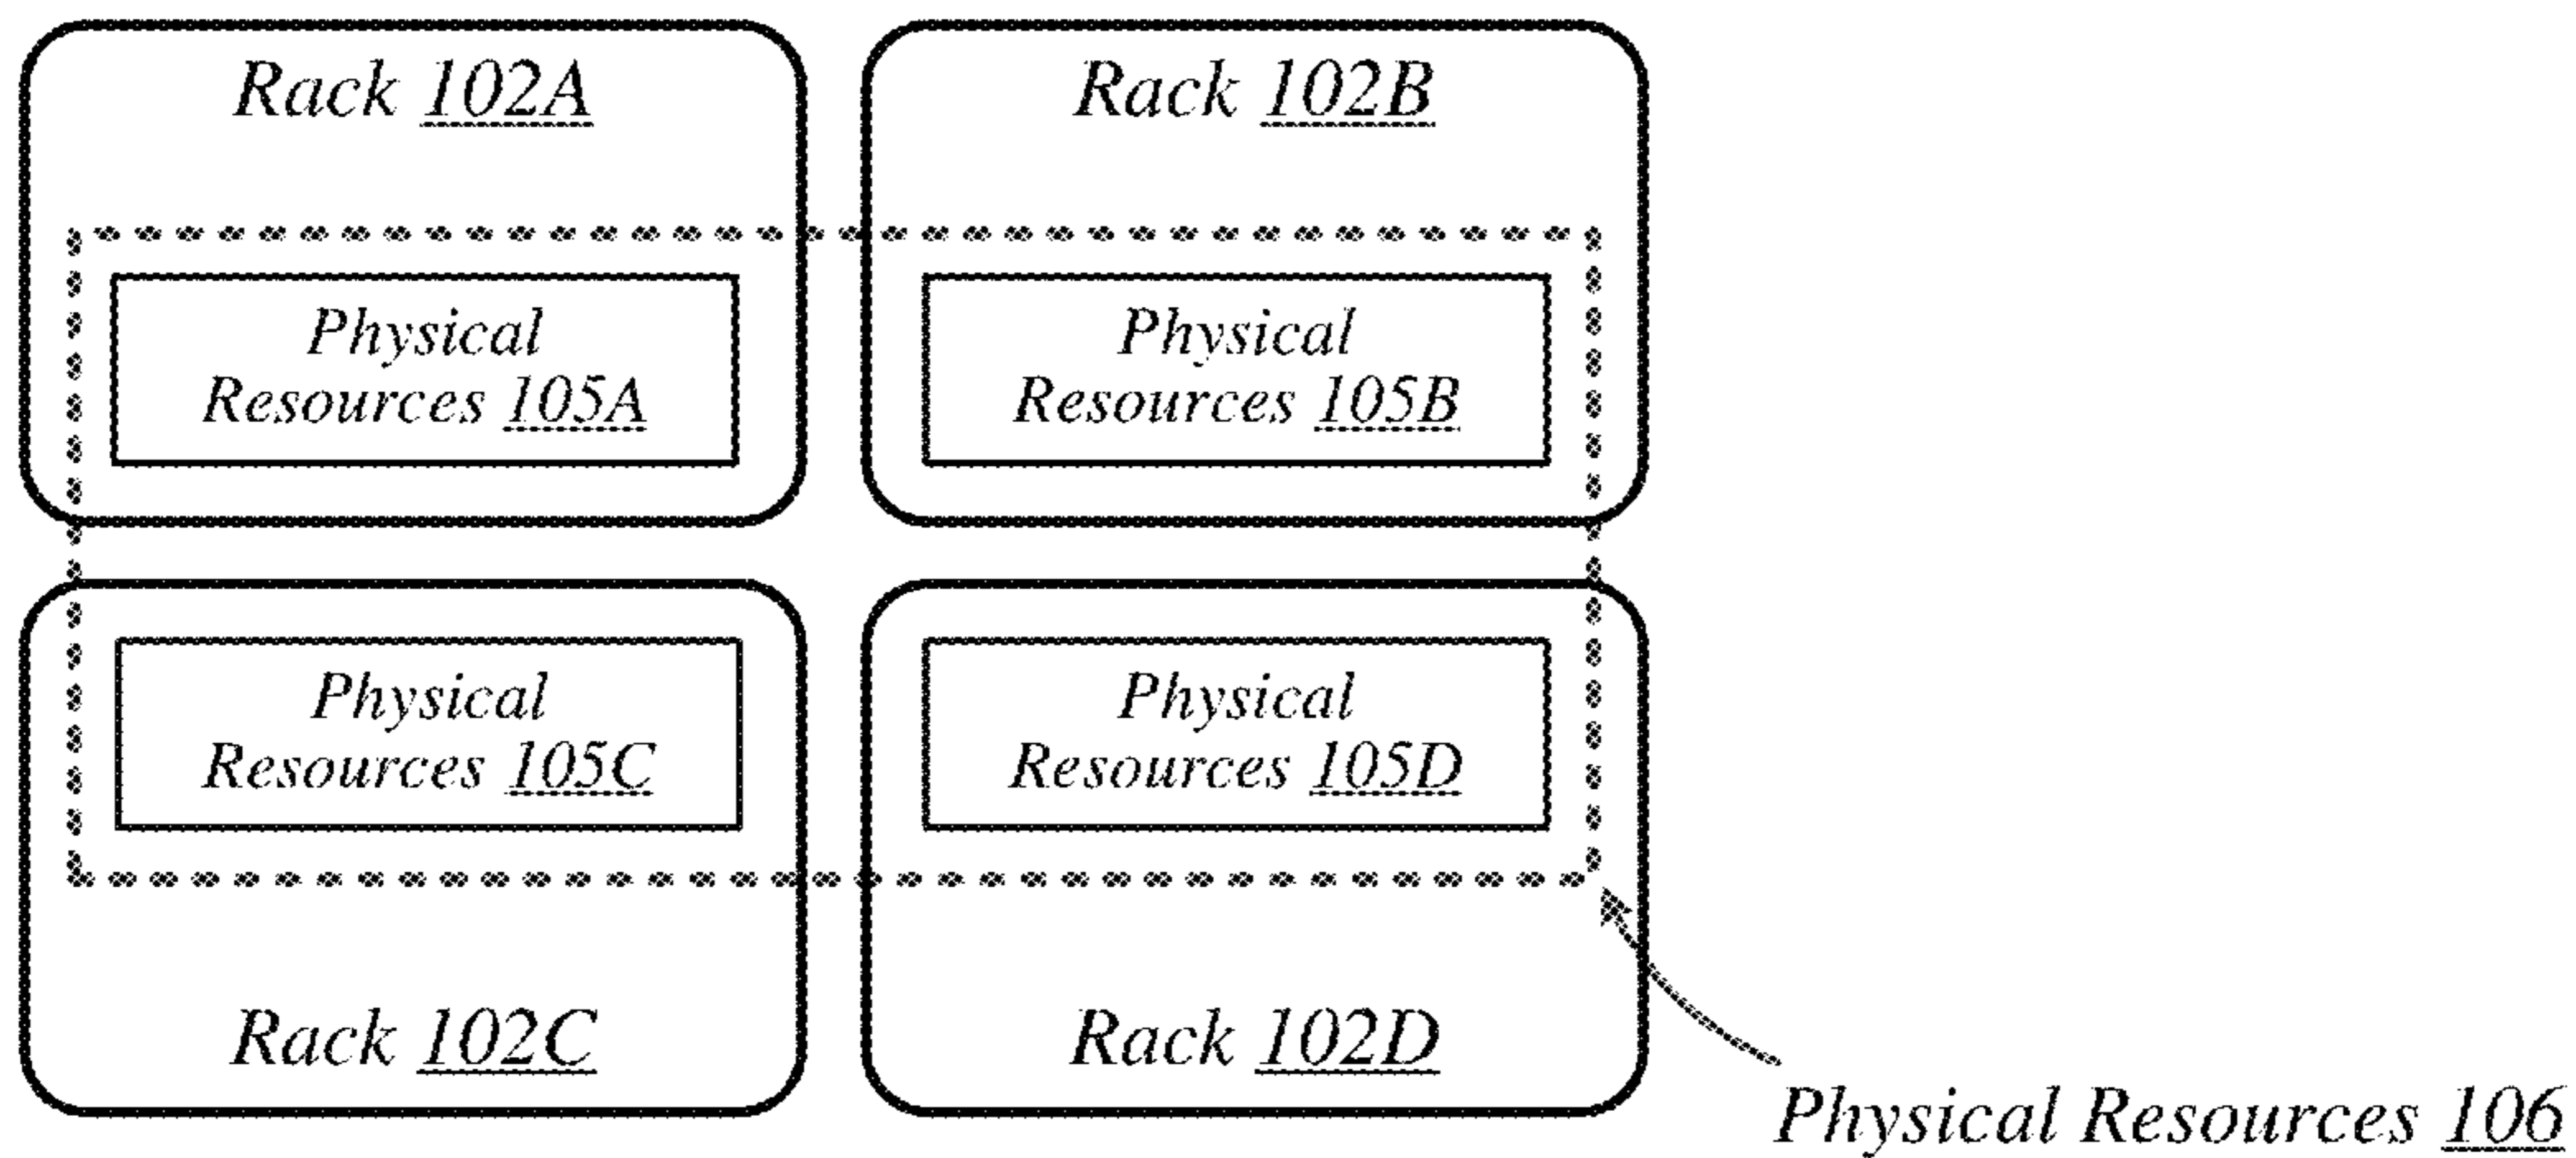 Rack 102A
Rack 102B
Physical
Resources 105A
Physical
Resources 105B
Physical
Resources 105C
Physical
Resources 105D
Rack 102C
Rack 102D
Physical Resources 106